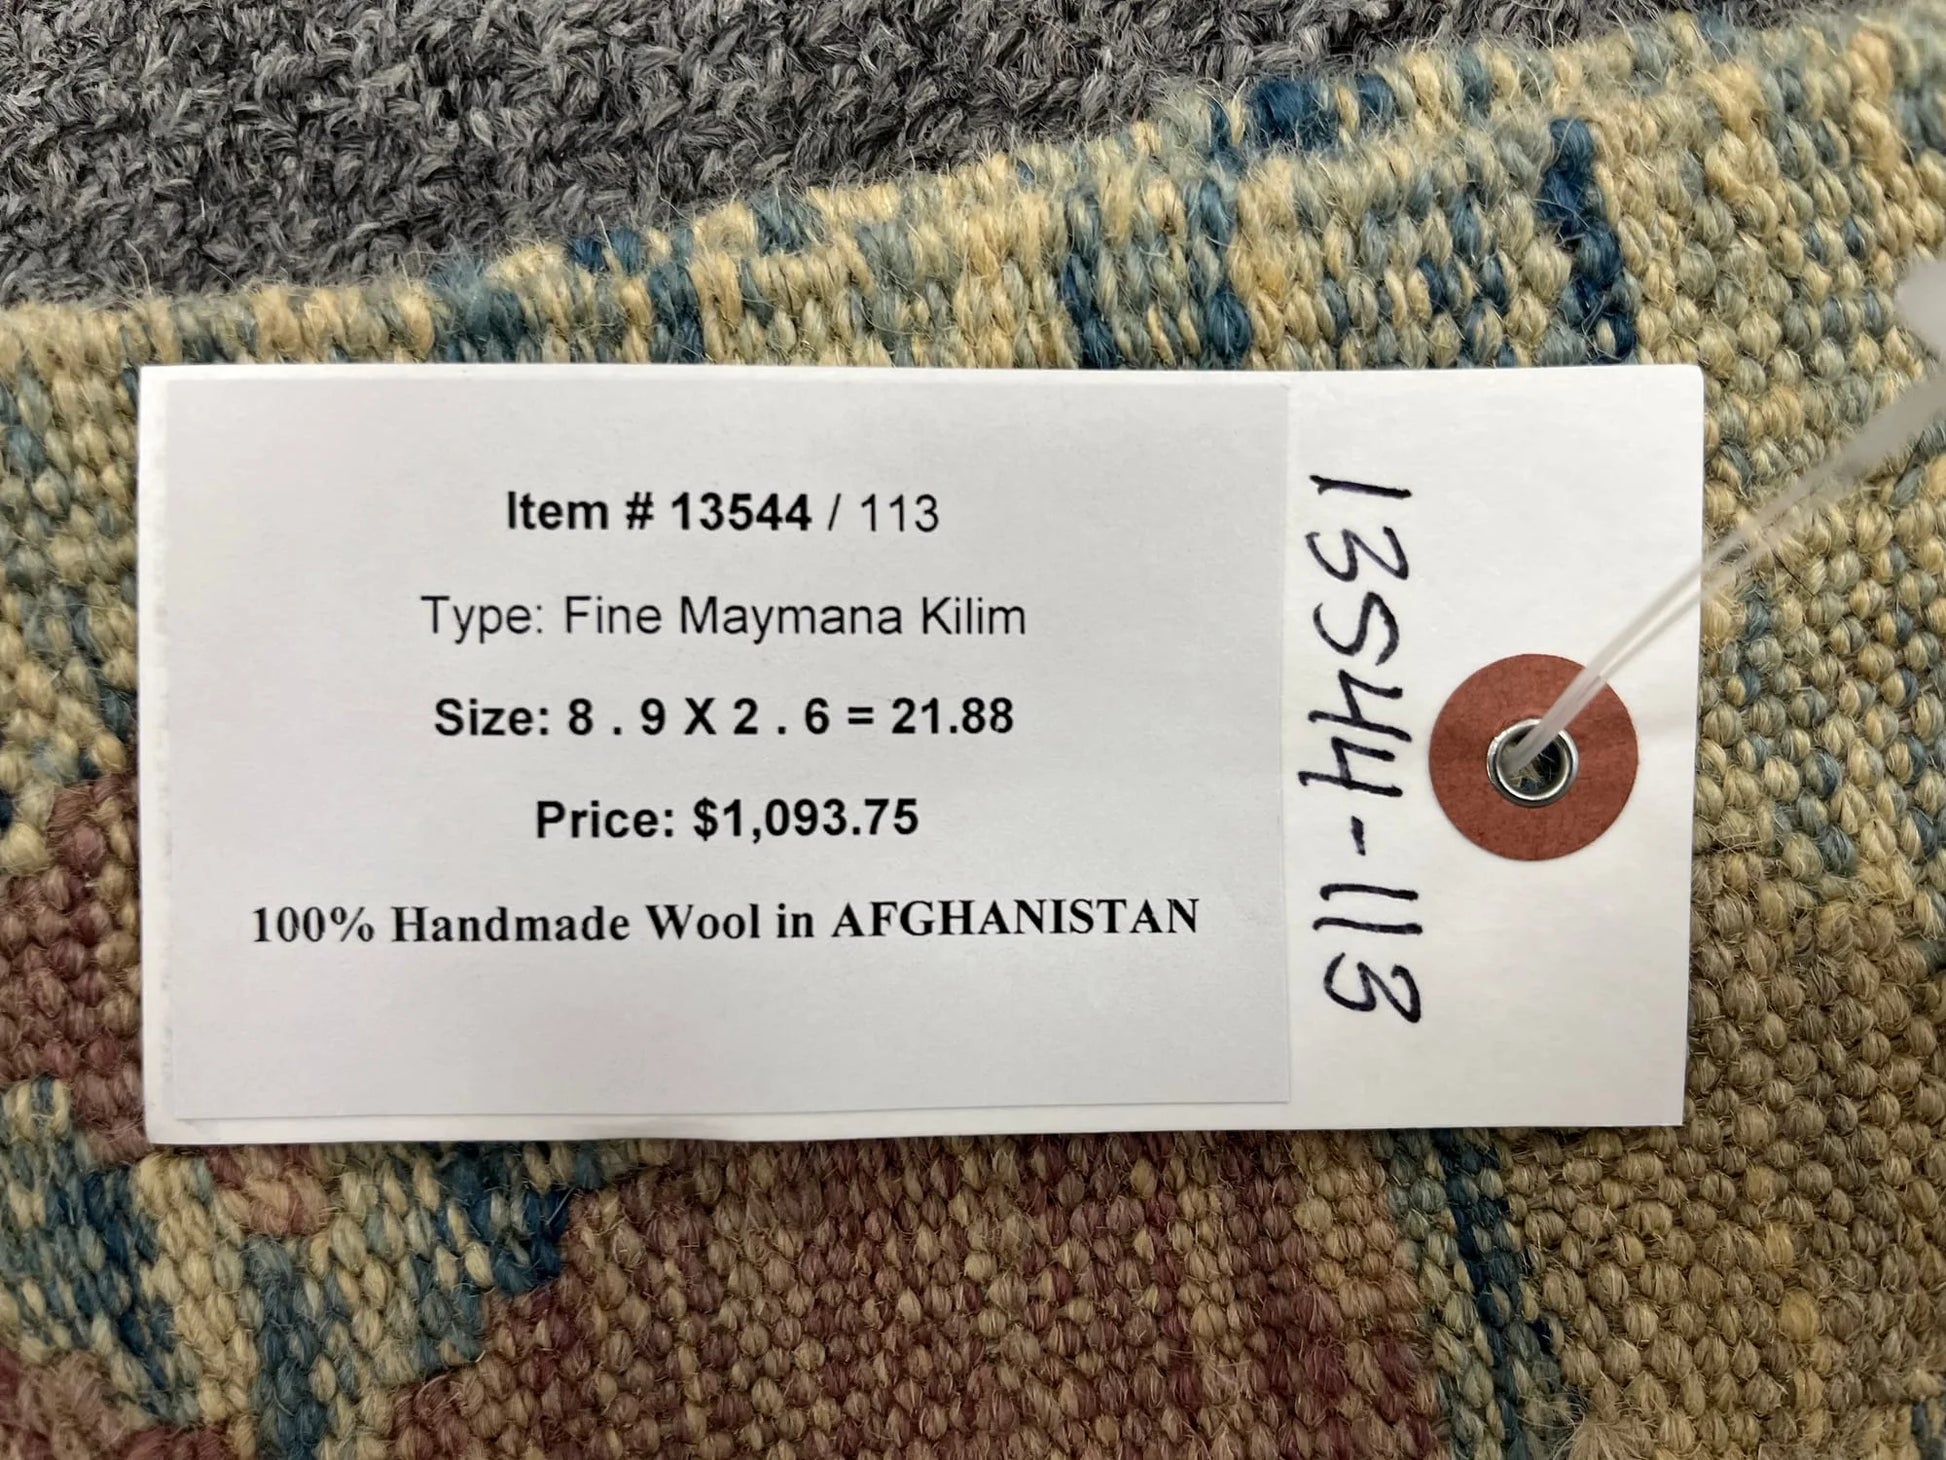 Item # 13544 / 113
Type: Fine Maymana Kilim
Size: 8 . 9 X 2 . 6 = 21.88
Price: $1,093.75
100% Handmade Wool in AFGHANISTAN
13544-113